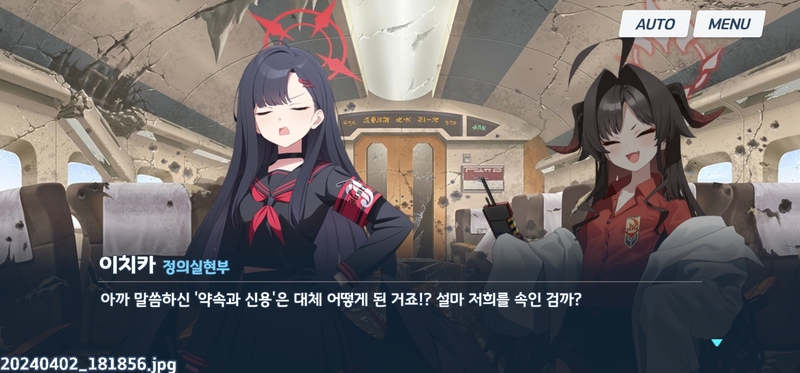 AUTO
MENU
이치카 정의실현부
아까 말씀하신 '약속과 신용'은 대체 어떻게 된 거죠!? 설마 저희를 속인 검까?
20240402_181856.jpg